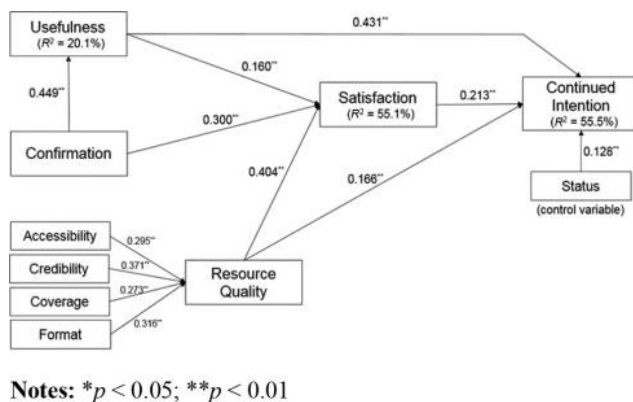 Usefulness
(R² = 20.1%)
0.431**
0.160**
0.449**
Satisfaction
(R² = 55.1%)
0.213**
Continued
Intention
(R² = 55.5%)
0.300**
Confirmation
0.404**
0.166**
0.128**
Status
(control variable)
Accessibility
0.295**
Credibility
0.371**
Resource
Quality
Coverage
0.273**
Format
0.316**
Notes: *p < 0.05; **p < 0.01